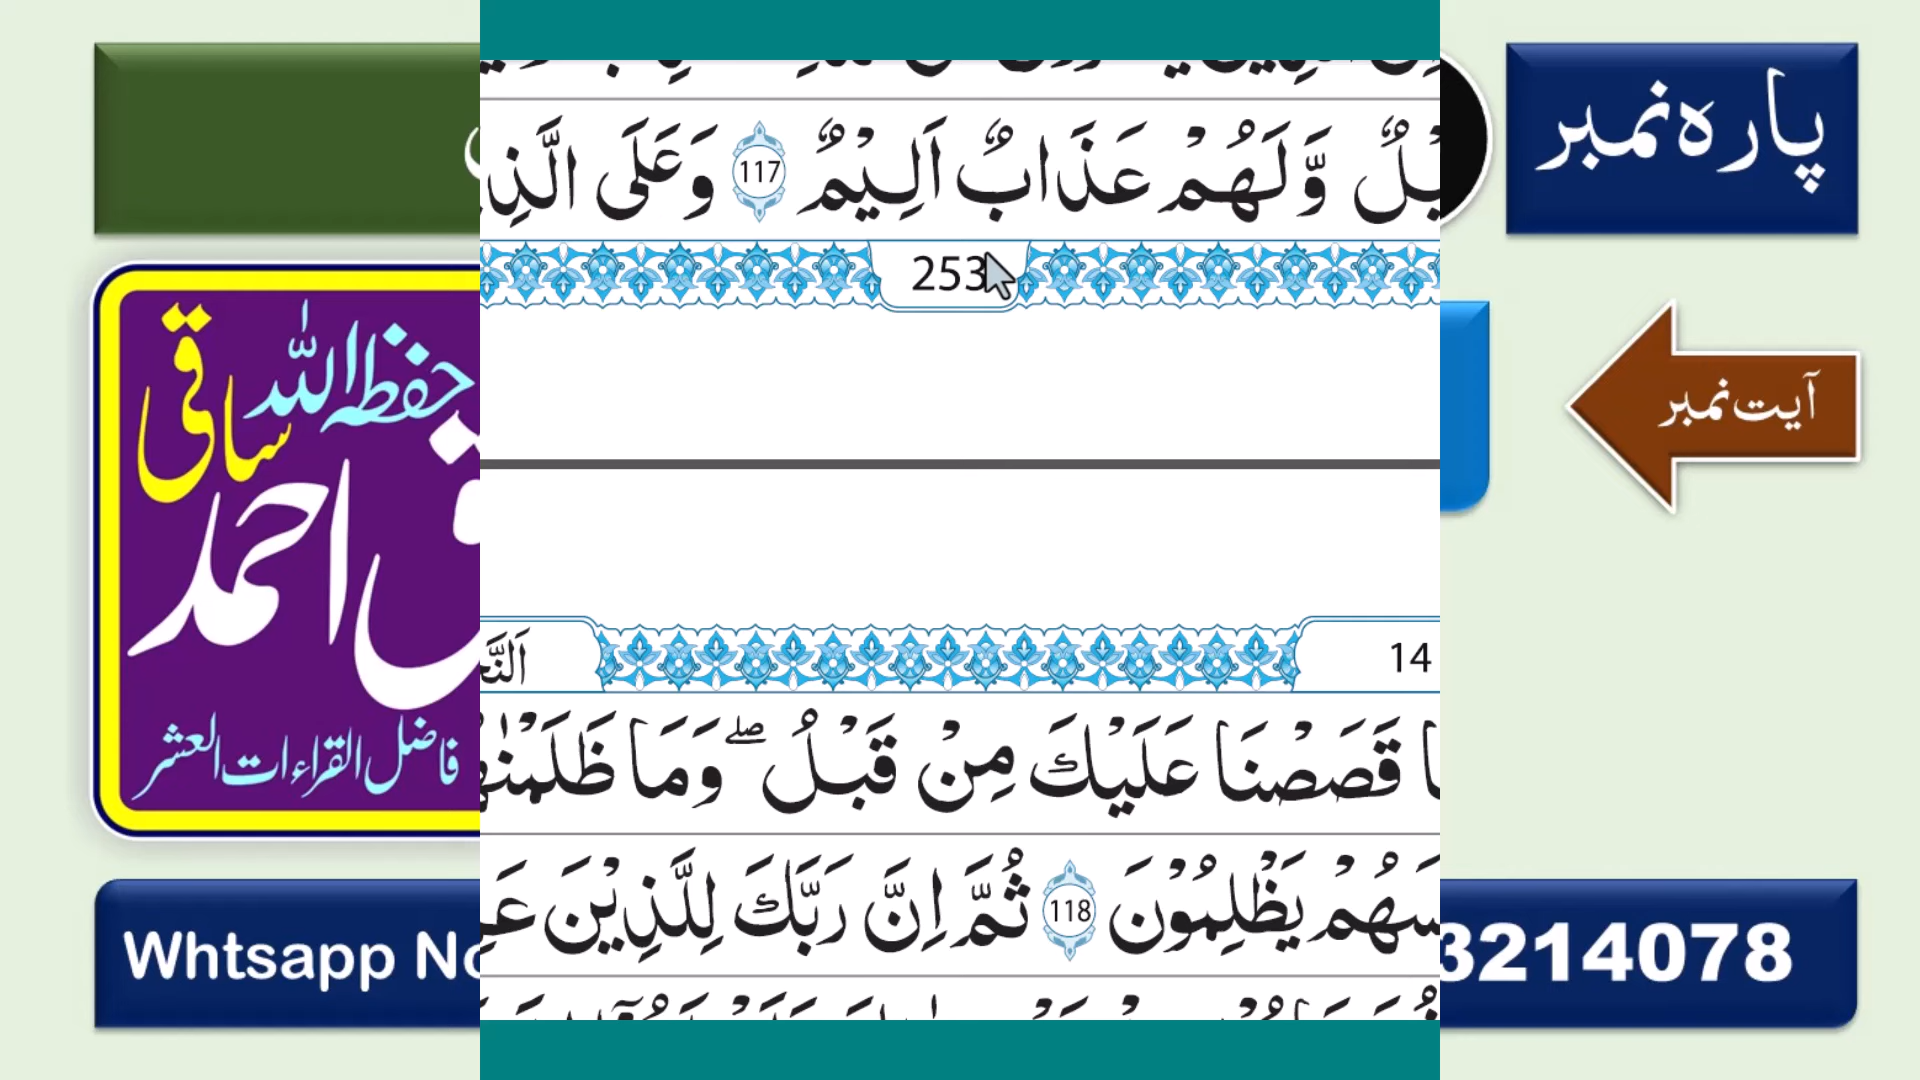 پارہ نمبر
آیت نمبر
وَّلَهُمْ عَذَابٌ اَلِيْمٌ 117 وَعَلَى الَّذِيْ
253
14
قَصَصْنَا عَلَيْكَ مِنْ قَبْلُ ۖ وَمَا ظَلَمْنٰهُ
سَهُمْ يَظْلِمُوْنَ 118 ثُمَّ اِنَّ رَبَّكَ لِلَّذِيْنَ عَ
حفظہ اللہ
ساقی
احمد
فاضل القراءات العشر
Whtsapp No
3214078